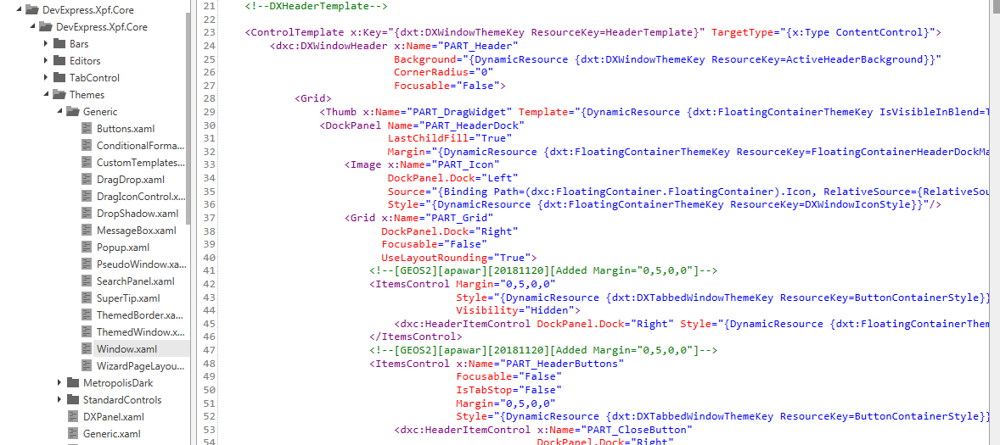 DevExpress.Xpf.Core
DevExpress.Xpf.Core
Bars
Editors
TabControl
Themes
Generic
Buttons.xaml
ConditionalForma...
CustomTemplates...
DragDrop.xaml
DragIconControl.x...
DropShadow.xaml
MessageBox.xaml
Popup.xaml
PseudoWindow.xa...
SearchPanel.xaml
SuperTip.xaml
ThemedBorder.xa...
ThemedWindow.x...
Window.xaml
WizardPageLayou...
MetropolisDark
StandardControls
DXPanel.xaml
Generic.xaml
21 <!--DXHeaderTemplate-->
22
23 <ControlTemplate x:Key="{dxt:DXWindowThemeKey ResourceKey=HeaderTemplate}" TargetType="{x:Type ContentControl}">
24 <dxc:DXWindowHeader x:Name="PART_Header"
25 Background="{DynamicResource {dxt:DXWindowThemeKey ResourceKey=ActiveHeaderBackground}}"
26 CornerRadius="0"
27 Focusable="False">
28 <Grid>
29 <Thumb x:Name="PART_DragWidget" Template="{DynamicResource {dxt:FloatingContainerThemeKey IsVisibleInBlend=T
30 <DockPanel Name="PART_HeaderDock"
31 LastChildFill="True"
32 Margin="{DynamicResource {dxt:FloatingContainerThemeKey ResourceKey=FloatingContainerHeaderDockMa
33 <Image x:Name="PART_Icon"
34 DockPanel.Dock="Left"
35 Source="{Binding Path=(dxc:FloatingContainer.FloatingContainer).Icon, RelativeSource={RelativeSou
36 Style="{DynamicResource {dxt:FloatingContainerThemeKey ResourceKey=DXWindowIconStyle}}"/>
37 <Grid x:Name="PART_Grid"
38 DockPanel.Dock="Right"
39 Focusable="False"
40 UseLayoutRounding="True">
41 <!--[GEOS2][apawar][20181120][Added Margin="0,5,0,0"]-->
42 <ItemsControl Margin="0,5,0,0"
43 Style="{DynamicResource {dxt:DXTabbedWindowThemeKey ResourceKey=ButtonContainerStyle}}
44 Visibility="Hidden">
45 <dxc:HeaderItemControl DockPanel.Dock="Right" Style="{DynamicResource {dxt:FloatingContainerThem
46 </ItemsControl>
47 <!--[GEOS2][apawar][20181120][Added Margin="0,5,0,0"]-->
48 <ItemsControl x:Name="PART_HeaderButtons"
49 Focusable="False"
50 IsTabStop="False"
51 Margin="0,5,0,0"
52 Style="{DynamicResource {dxt:DXTabbedWindowThemeKey ResourceKey=ButtonContainerStyle}}
53 <dxc:HeaderItemControl x:Name="PART_CloseButton"
54 DockPanel.Dock="Right"